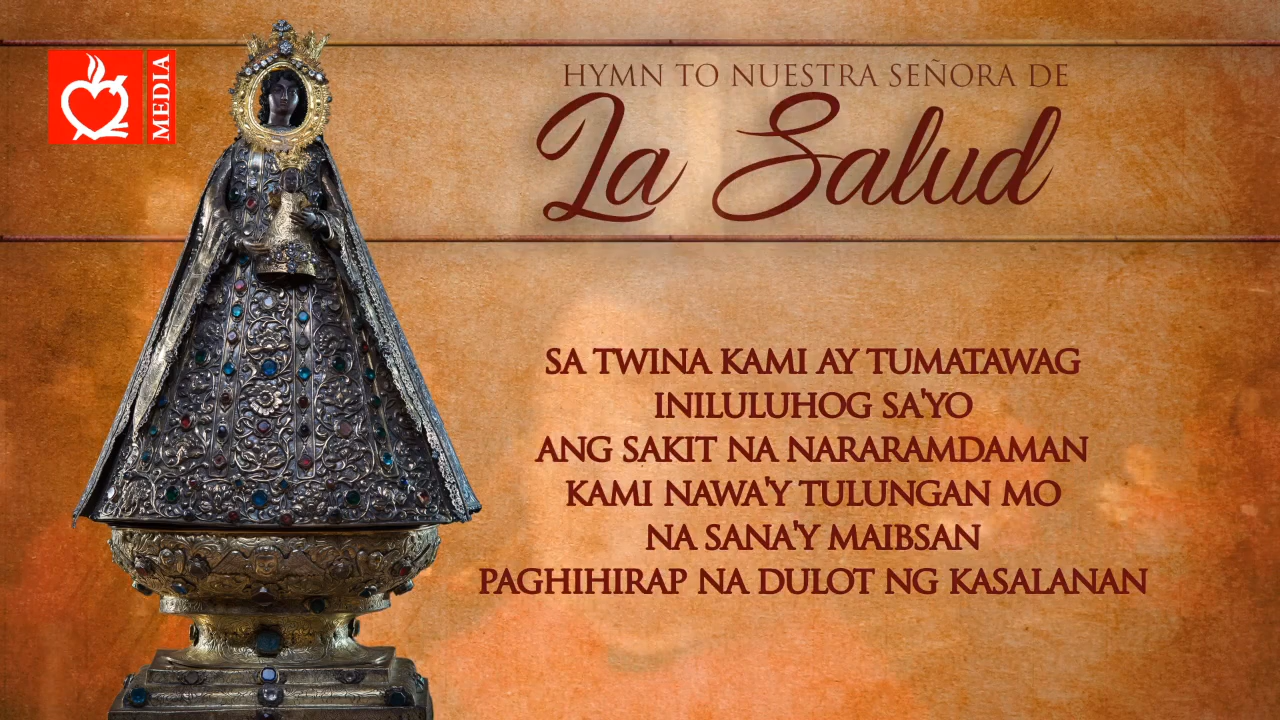 MEDIA
HYMN TO NUESTRA SEÑORA DE
La Salud
SA TWINA KAMI AY TUMATAWAG
INILULUHOG SA'YO
ANG SAKIT NA NARARAMDAMAN
KAMI NAWA'Y TULUNGAN MO
NA SANA'Y MAIBSAN
PAGHIHIRAP NA DULOT NG KASALANAN